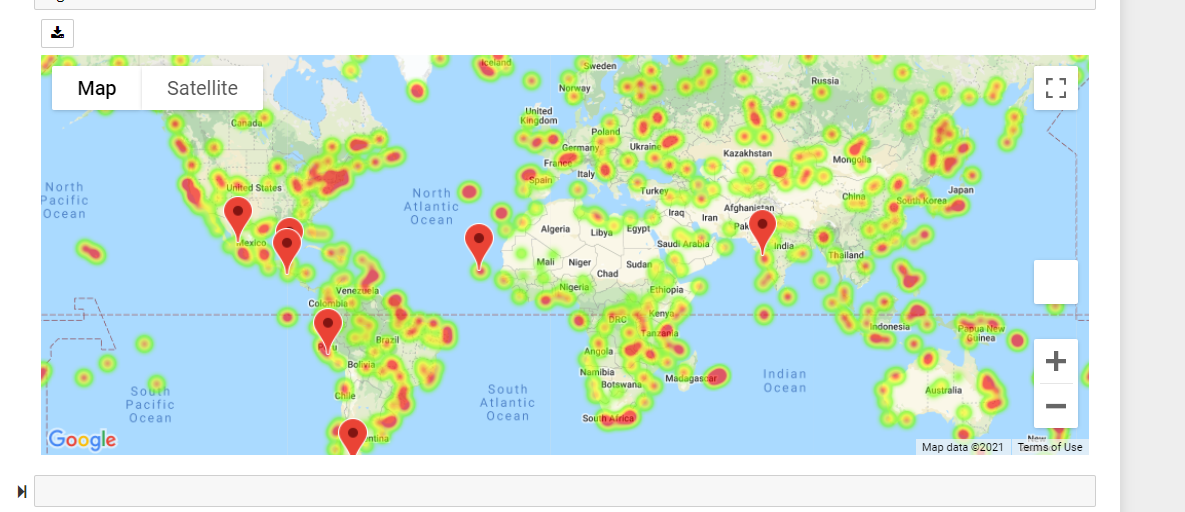 Map
Satellite
Iceland
Sweden
Norway
Russia
Canada
United
Kingdom
Poland
Germany
Ukraine
France
Kazakhstan
Mongolia
Spain
Italy
United States
North
Pacific
Ocean
North
Atlantic
Ocean
Turkey
China
Japan
South Korea
Iraq
Iran
Afghanistan
Algeria
Libya
Egypt
Saudi Arabia
India
Mexico
Mali
Niger
Chad
Sudan
Thailand
Venezuela
Colombia
Nigeria
Ethiopia
DRC
Kenya
Tanzania
Indonesia
Papua New
Guinea
Brazil
Bolivia
Angola
Namibia
Botswana
Madagascar
Indian
Ocean
Australia
Chile
South
Pacific
Ocean
South
Atlantic
Ocean
South Africa
New
Google
Map data ©2021
Terms of Use